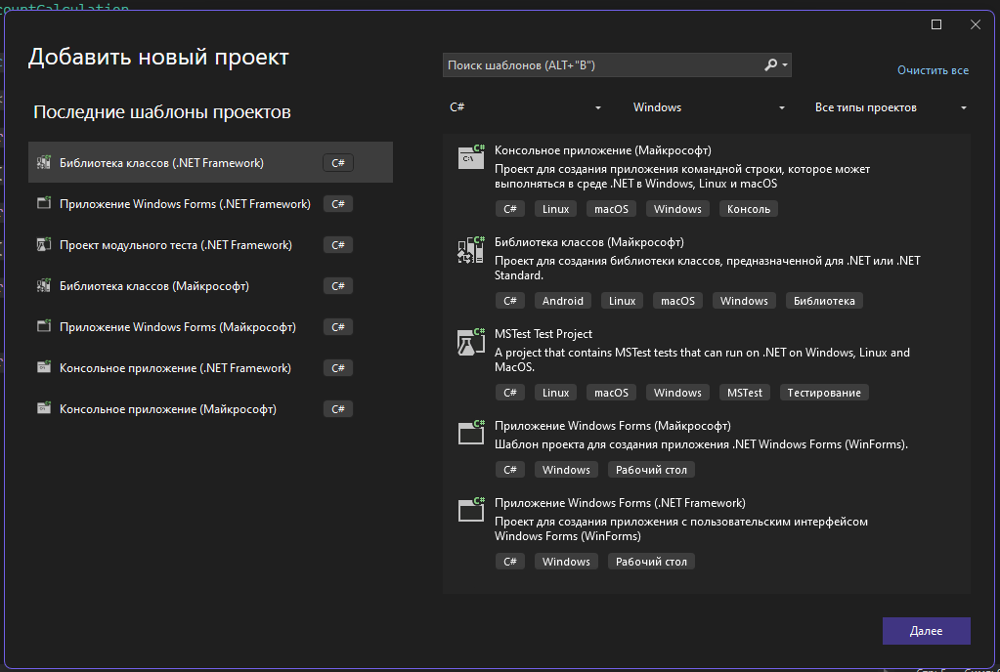 countCalculation
Добавить новый проект
Поиск шаблонов (ALT+"В")
Очистить все
Последние шаблоны проектов
C#
Windows
Все типы проектов
Библиотека классов (.NET Framework)
C#
Приложение Windows Forms (.NET Framework)
C#
Проект модульного теста (.NET Framework)
C#
Библиотека классов (Майкрософт)
C#
Приложение Windows Forms (Майкрософт)
C#
Консольное приложение (.NET Framework)
C#
Консольное приложение (Майкрософт)
C#
Консольное приложение (Майкрософт)
Проект для создания приложения командной строки, которое может
выполняться в среде .NET в Windows, Linux и macOS
C# Linux macOS Windows Консоль
Библиотека классов (Майкрософт)
Проект для создания библиотеки классов, предназначенной для .NET или .NET
Standard.
C# Android Linux macOS Windows Библиотека
MSTest Test Project
A project that contains MSTest tests that can run on .NET on Windows, Linux and
MacOS.
C# Linux macOS Windows MSTest Тестирование
Приложение Windows Forms (Майкрософт)
Шаблон проекта для создания приложения .NET Windows Forms (WinForms).
C# Windows Рабочий стол
Приложение Windows Forms (.NET Framework)
Проект для создания приложения с пользовательским интерфейсом
Windows Forms (WinForms)
C# Windows Рабочий стол
Далее